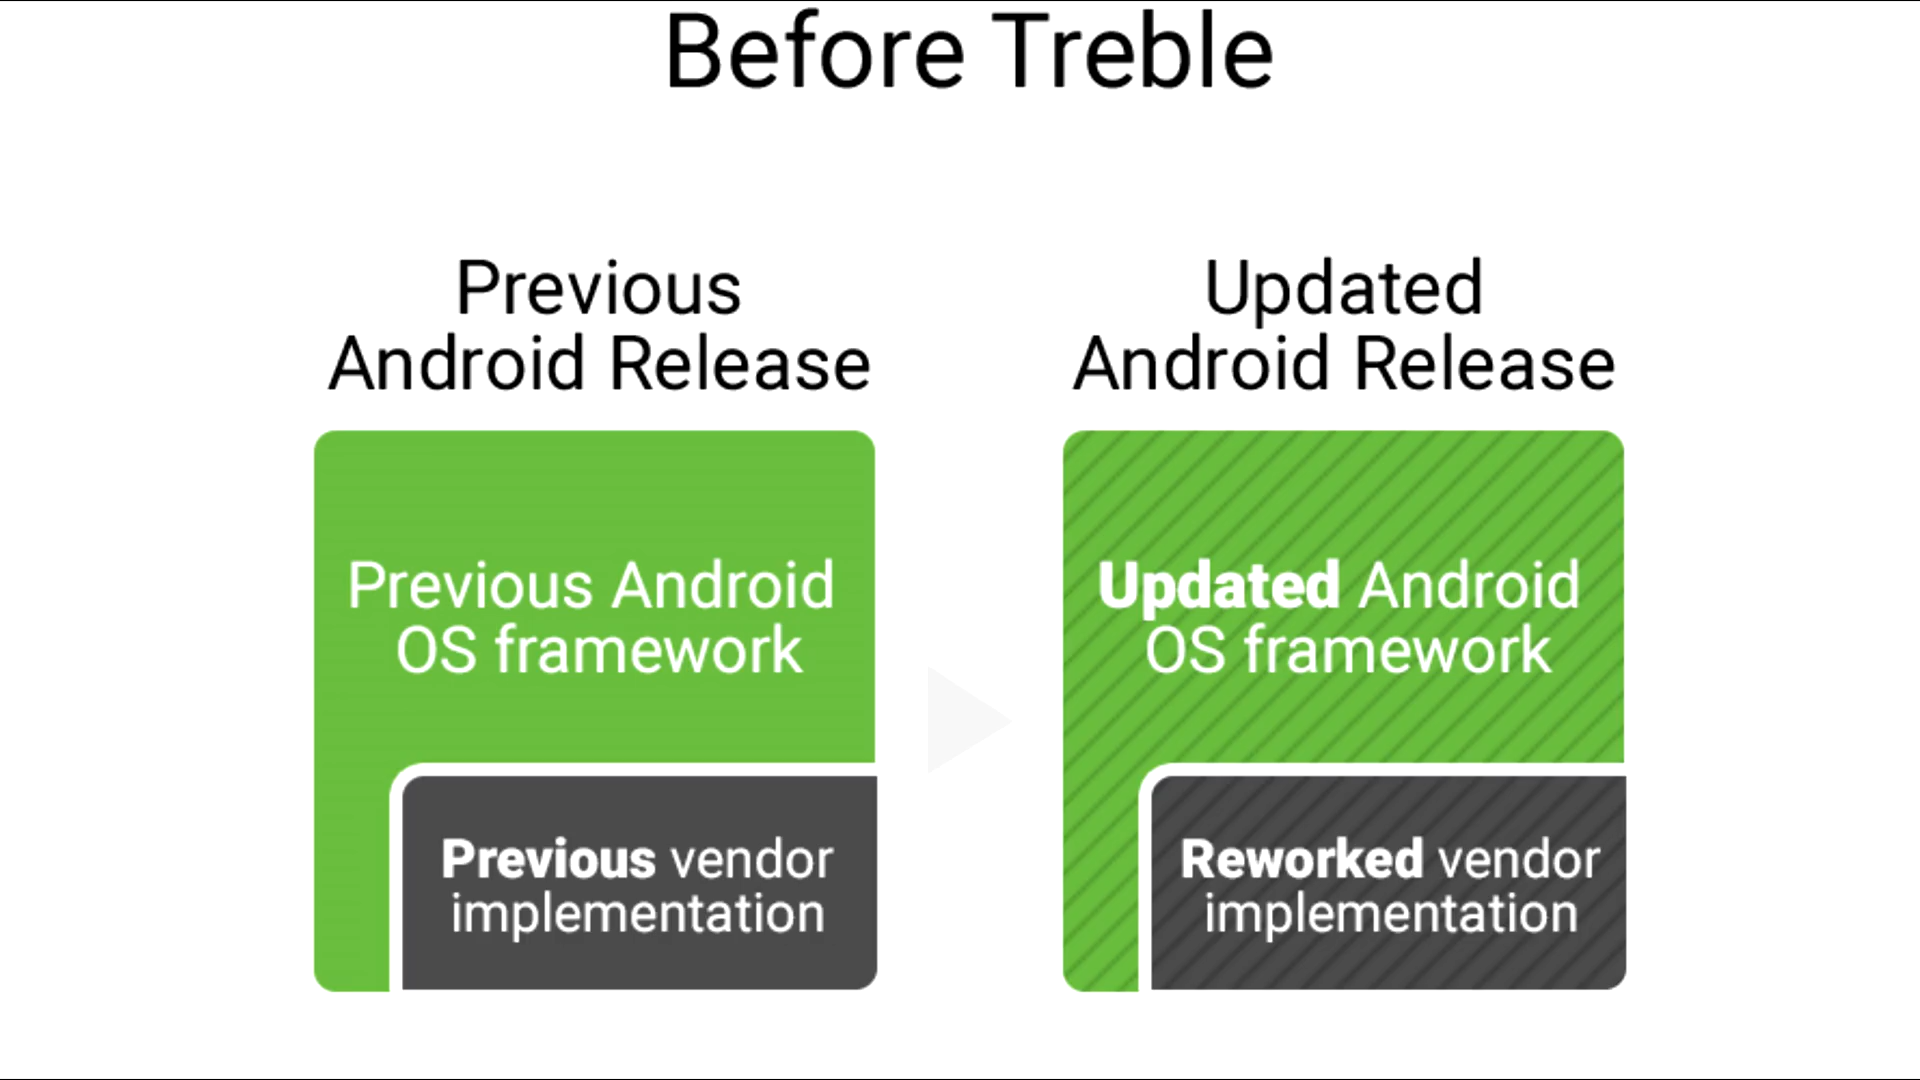 Before Treble
Previous
Android Release
Previous Android
OS framework
Previous vendor
implementation
Updated
Android Release
Updated Android
OS framework
Reworked vendor
implementation